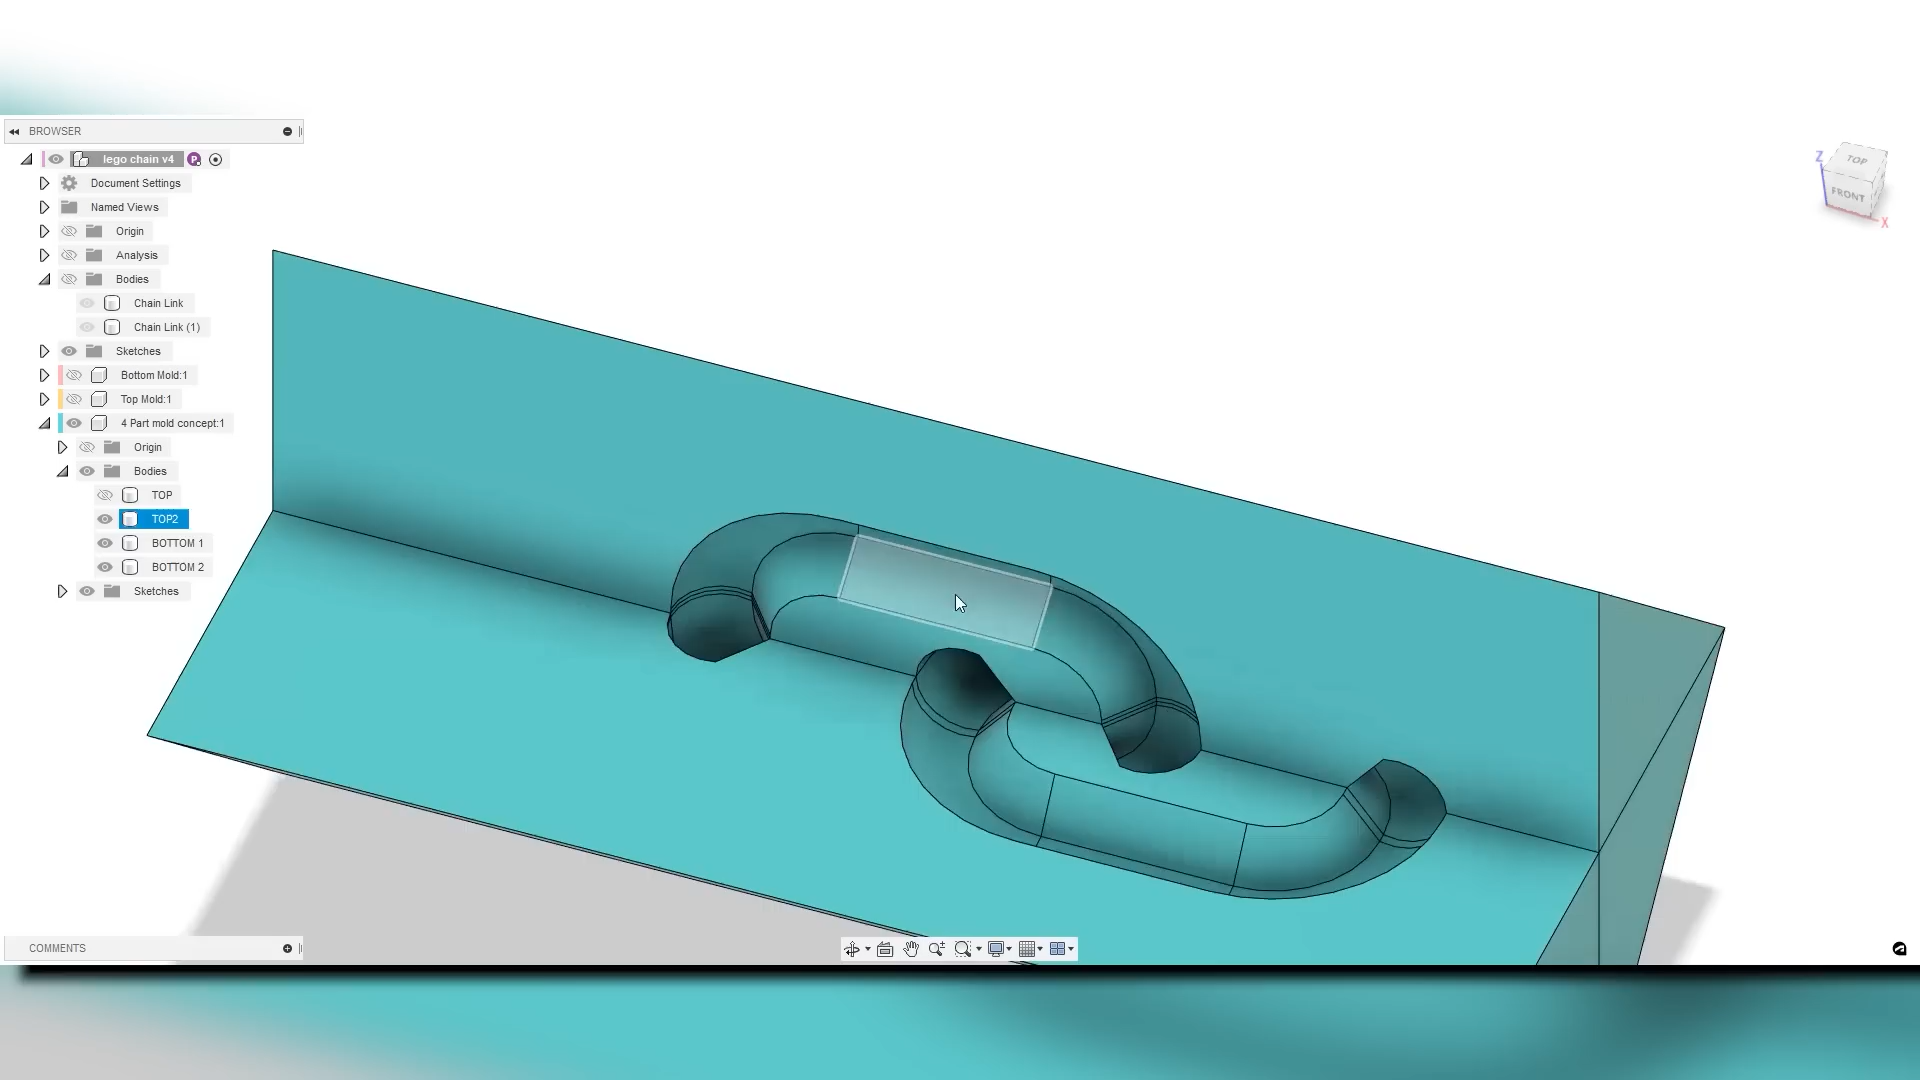 BROWSER
lego chain v4
P
Document Settings
Named Views
Origin
Analysis
Bodies
Chain Link
Chain Link (1)
Sketches
Bottom Mold:1
Top Mold:1
4 Part mold concept:1
Origin
Bodies
TOP
TOP2
BOTTOM 1
BOTTOM 2
Sketches
COMMENTS
Z
TOP
FRONT
X